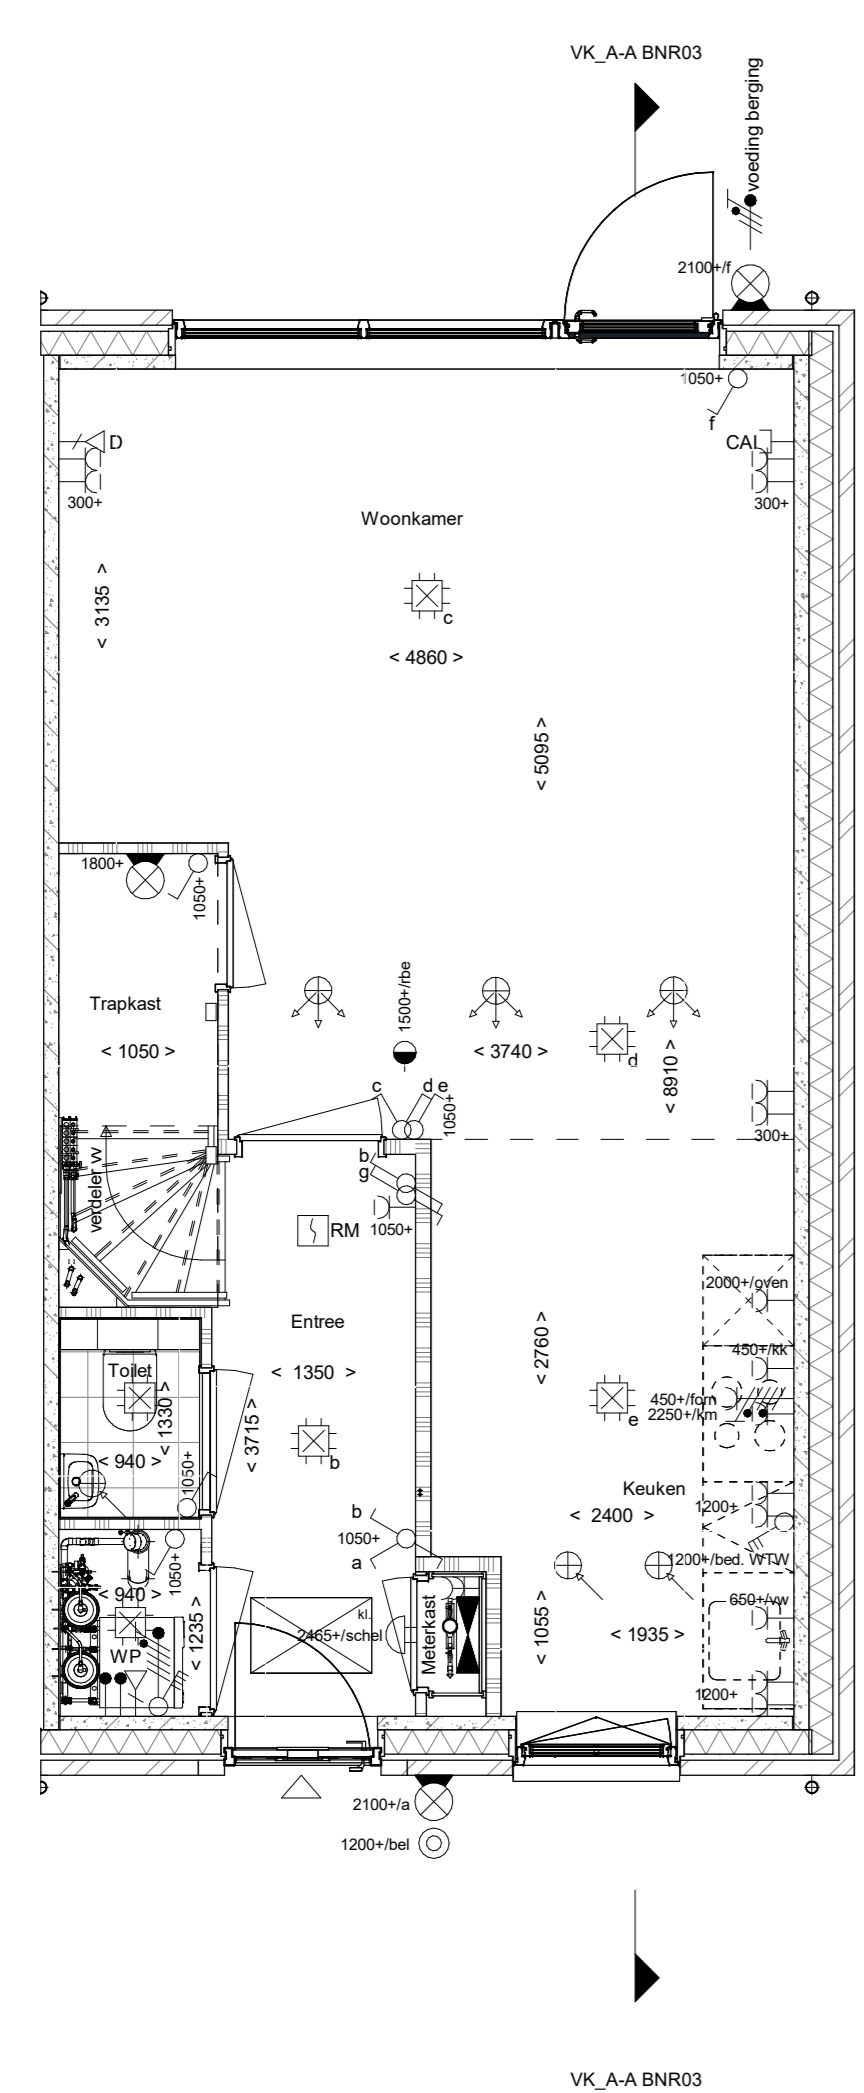 VK_A-A BNR03
voeding berging
2100+/f
1050+
f
D
CAI
300+
300+
Woonkamer
c
< 3135 >
< 4860 >
< 5095 >
1800+
1050+
Trapkast
< 1050 >
1500+/rbe
< 3740 >
d
< 8910 >
c
d e
1050+
300+
verdeler vv
b
g
1050+
RM
2000+/oven
Entree
450+/kk
< 1350 >
< 2760 >
Toilet
< 1330 >
450+/forn
2250+/km
e
< 3715 >
b
< 940 >
1050+
Keuken
1200+
< 2400 >
b
1050+
a
1200+/bed. WTW
1050+
< 940 >
650+/vw
kl.
2465+/schel
Meterkast
< 1055 >
< 1935 >
< 1235 >
WP
1200+
2100+/a
1200+/bel
VK_A-A BNR03